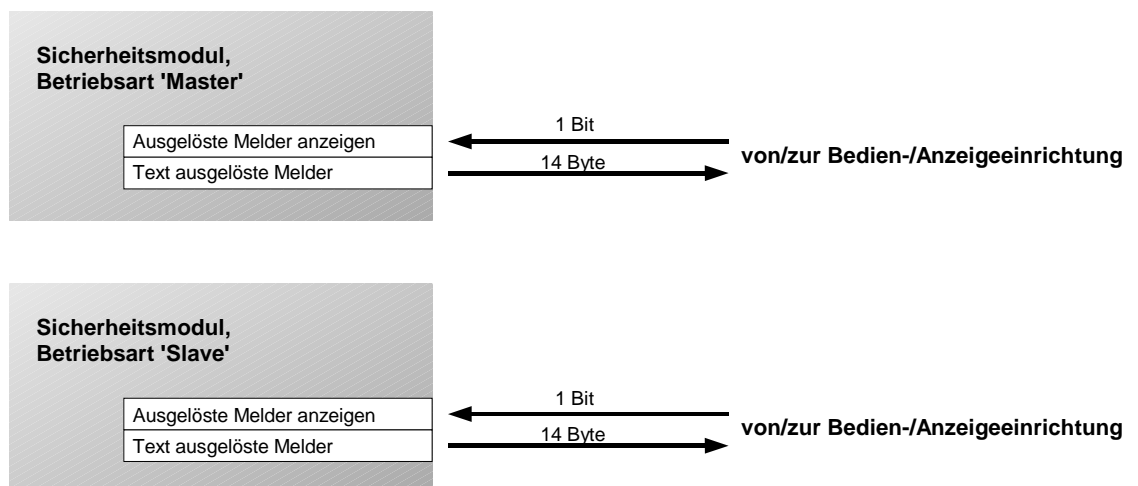 Sicherheitsmodul,
Betriebsart 'Master'
Ausgelöste Melder anzeigen
Text ausgelöste Melder
1 Bit
14 Byte
von/zur Bedien-/Anzeigeeinrichtung
Sicherheitsmodul,
Betriebsart 'Slave'
Ausgelöste Melder anzeigen
Text ausgelöste Melder
1 Bit
14 Byte
von/zur Bedien-/Anzeigeeinrichtung